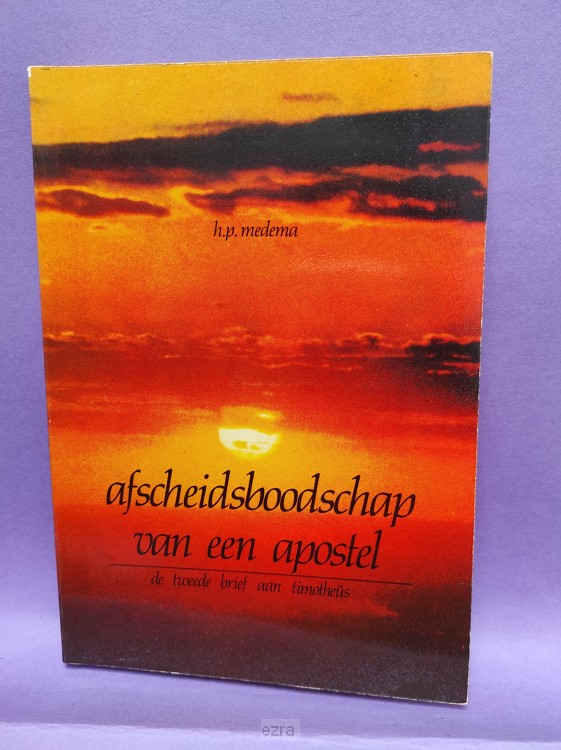 h.p. medema
afscheidsboodschap
van een apostel
de tweede brief aan timotheüs
ezra